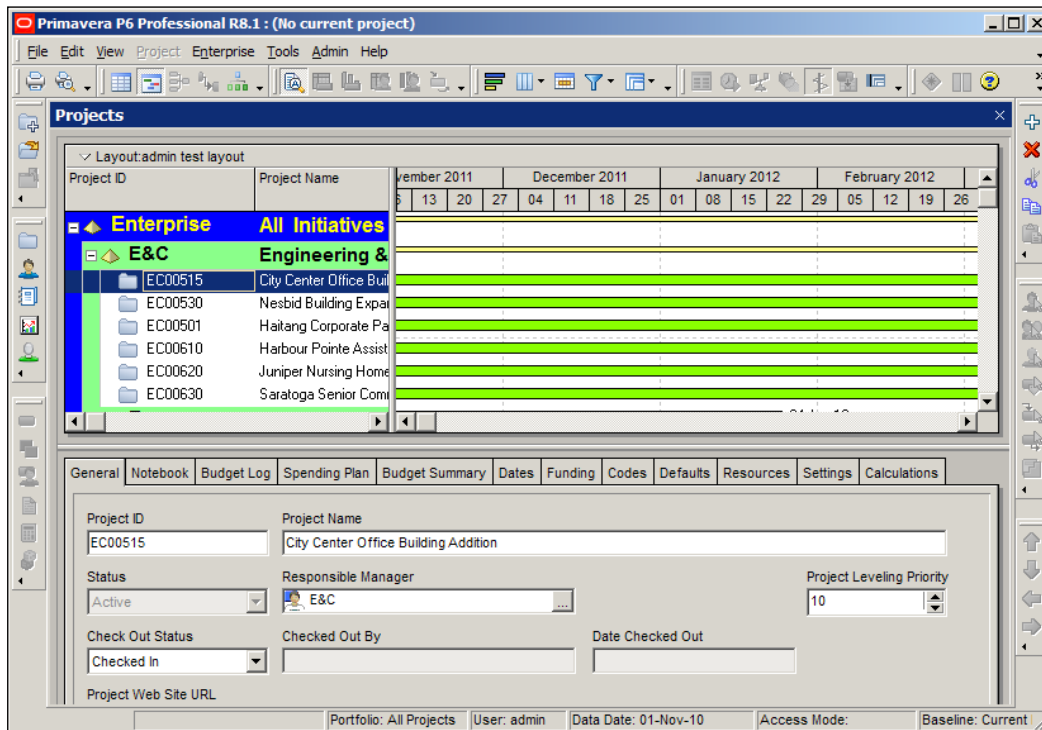 Primavera P6 Professional R8.1 : (No current project)
File Edit View Project Enterprise Tools Admin Help
Projects
Layout:admin test layout
Project ID Project Name vember 2011 December 2011 January 2012 February 2012
13 20 27 04 11 18 25 01 08 15 22 29 05 12 19 26
Enterprise All Initiatives
E&C Engineering &
EC00515 City Center Office Buil
EC00530 Nesbid Building Expa
EC00501 Haitang Corporate Pa
EC00610 Harbour Pointe Assist
EC00620 Juniper Nursing Home
EC00630 Saratoga Senior Com
General Notebook Budget Log Spending Plan Budget Summary Dates Funding Codes Defaults Resources Settings Calculations
Project ID Project Name
EC00515 City Center Office Building Addition
Status Responsible Manager Project Leveling Priority
Active E&C ... 10
Check Out Status Checked Out By Date Checked Out
Checked In
Project Web Site URL
Portfolio: All Projects User: admin Data Date: 01-Nov-10 Access Mode: Baseline: Current